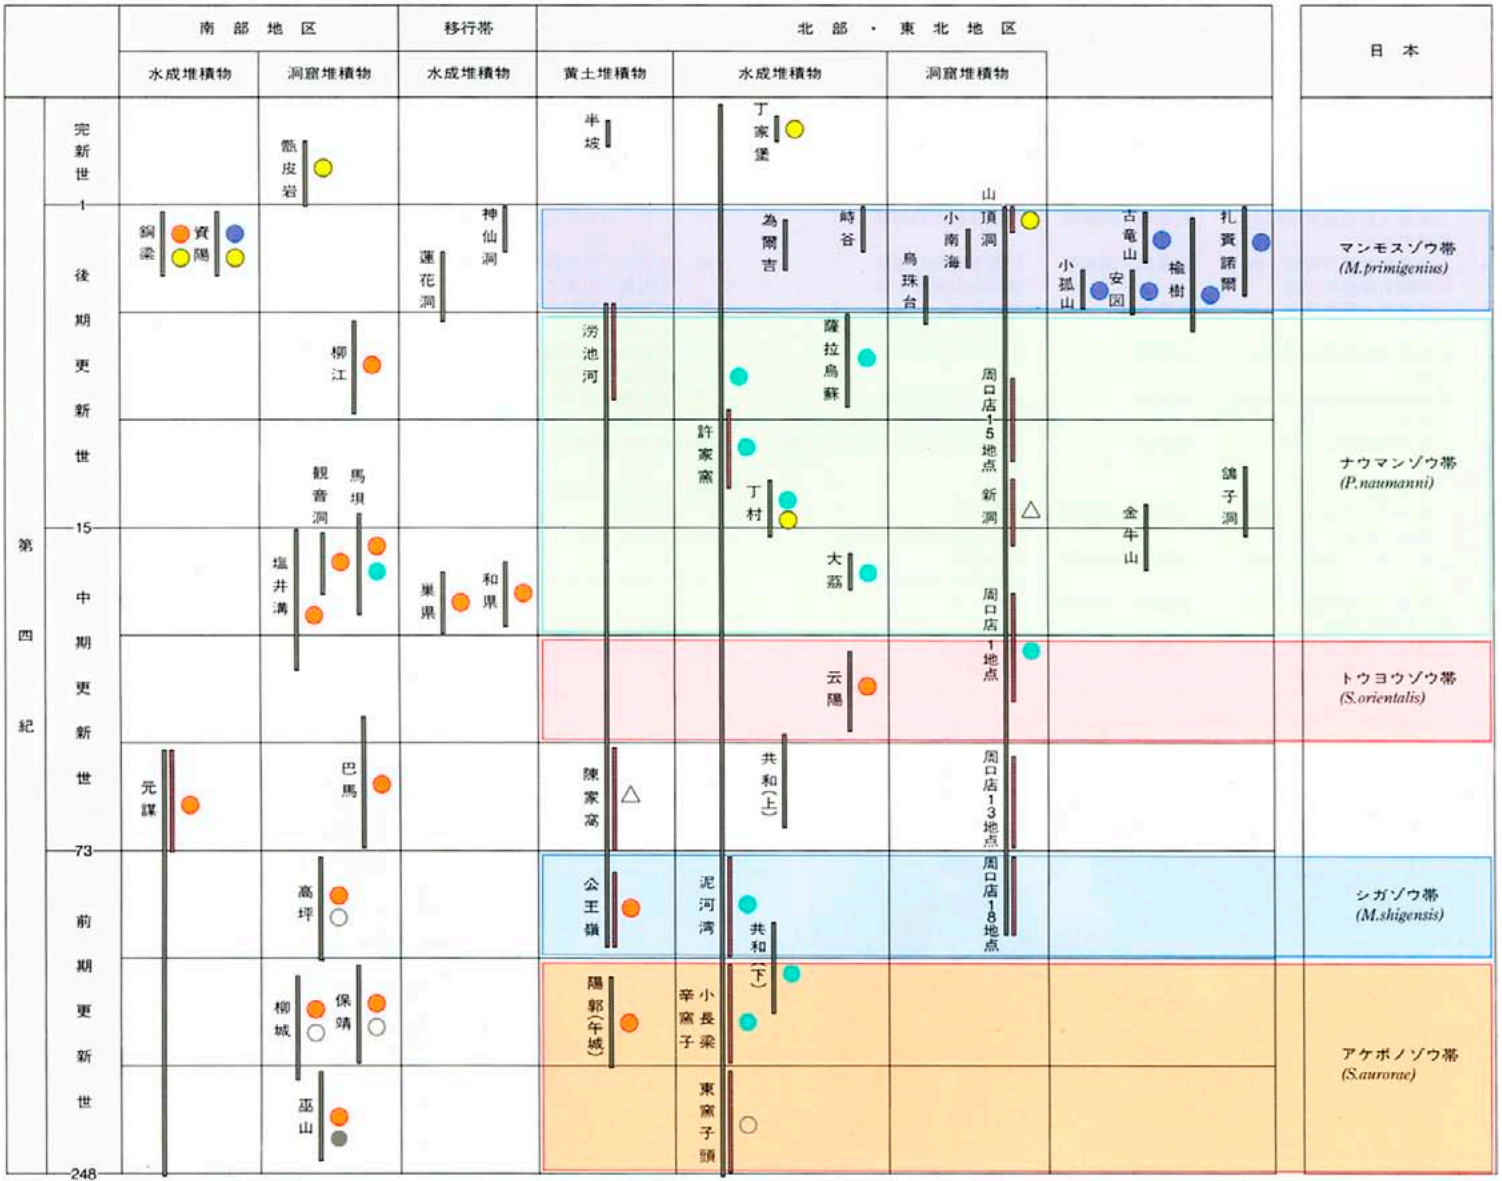 南部地区
移行帯
北部・東北地区
日本
水成堆積物
洞窟堆積物
水成堆積物
黄土堆積物
水成堆積物
洞窟堆積物
第四紀
完新世
後期更新世
中期更新世
前期更新世
1
15
73
248
銅梁
資陽
元謀
甑皮岩
柳江
観音洞
馬垻
塩井溝
巴馬
高坪
柳城
保靖
巫山
神仙洞
蓮花洞
巣県
和県
半坡
澇池河
陳家窩
公王嶺
陽郭(午城)
丁家堡
為爾吉
峙谷
薩拉烏蘇
許家窯
丁村
大茘
云陽
共和(上)
泥河湾
共和(下)
小長梁
辛窯子
東窯子頭
山頂洞
小南海
烏珠台
周口店15地点
新洞
周口店1地点
周口店13地点
周口店18地点
小孤山
古竜山
安図
楡樹
扎賚諾爾
金牛山
鴿子洞
マンモスゾウ帯
(M.primigenius)
ナウマンゾウ帯
(P.naumanni)
トウヨウゾウ帯
(S.orientalis)
シガゾウ帯
(M.shigensis)
アケボノゾウ帯
(S.aurorae)